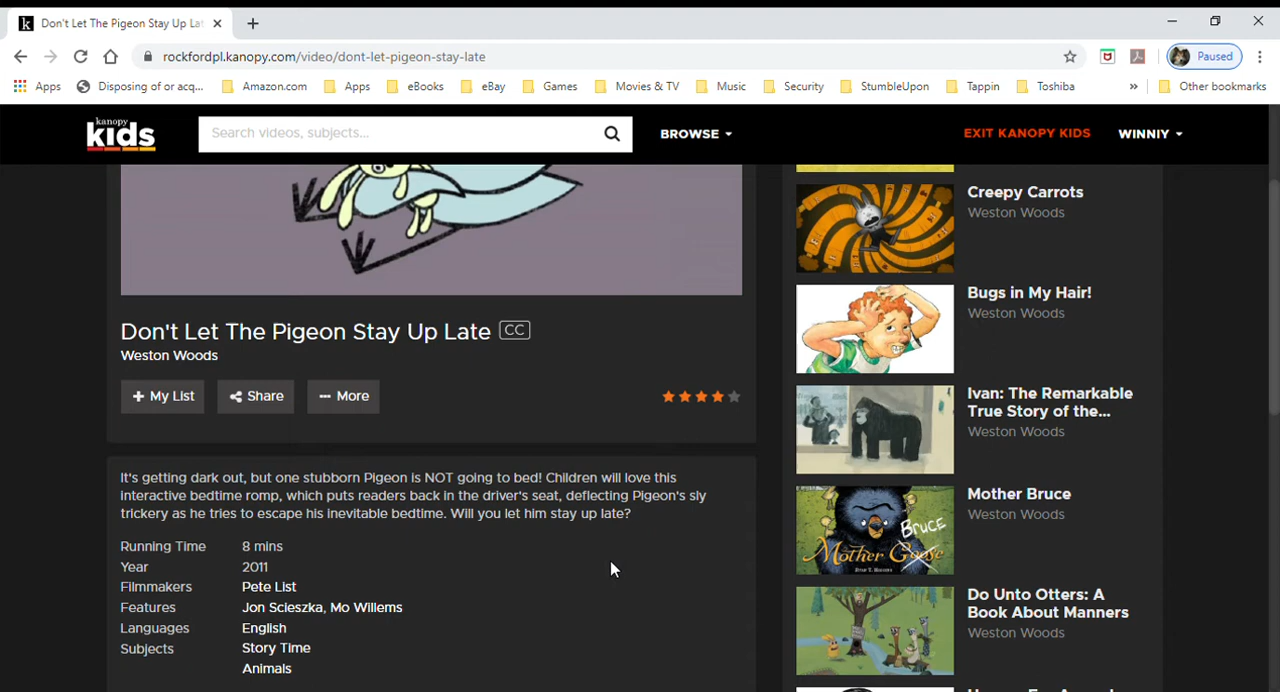 k Don't Let The Pigeon Stay Up Lat
rockfordpl.kanopy.com/video/dont-let-pigeon-stay-late
Paused
Apps Disposing of or acq... Amazon.com Apps eBooks eBay Games Movies & TV Music Security StumbleUpon Tappin Toshiba » Other bookmarks
kanopy
kids
Search videos, subjects...
BROWSE
EXIT KANOPY KIDS
WINNIY
Don't Let The Pigeon Stay Up Late CC
Weston Woods
+ My List
Share
More
It's getting dark out, but one stubborn Pigeon is NOT going to bed! Children will love this
interactive bedtime romp, which puts readers back in the driver's seat, deflecting Pigeon's sly
trickery as he tries to escape his inevitable bedtime. Will you let him stay up late?
Running Time 8 mins
Year 2011
Filmmakers Pete List
Features Jon Scieszka, Mo Willems
Languages English
Subjects Story Time
Animals
Creepy Carrots
Weston Woods
Bugs in My Hair!
Weston Woods
Ivan: The Remarkable
True Story of the...
Weston Woods
Bruce
Mother Goose
Mother Bruce
Weston Woods
Do Unto Otters: A
Book About Manners
Weston Woods